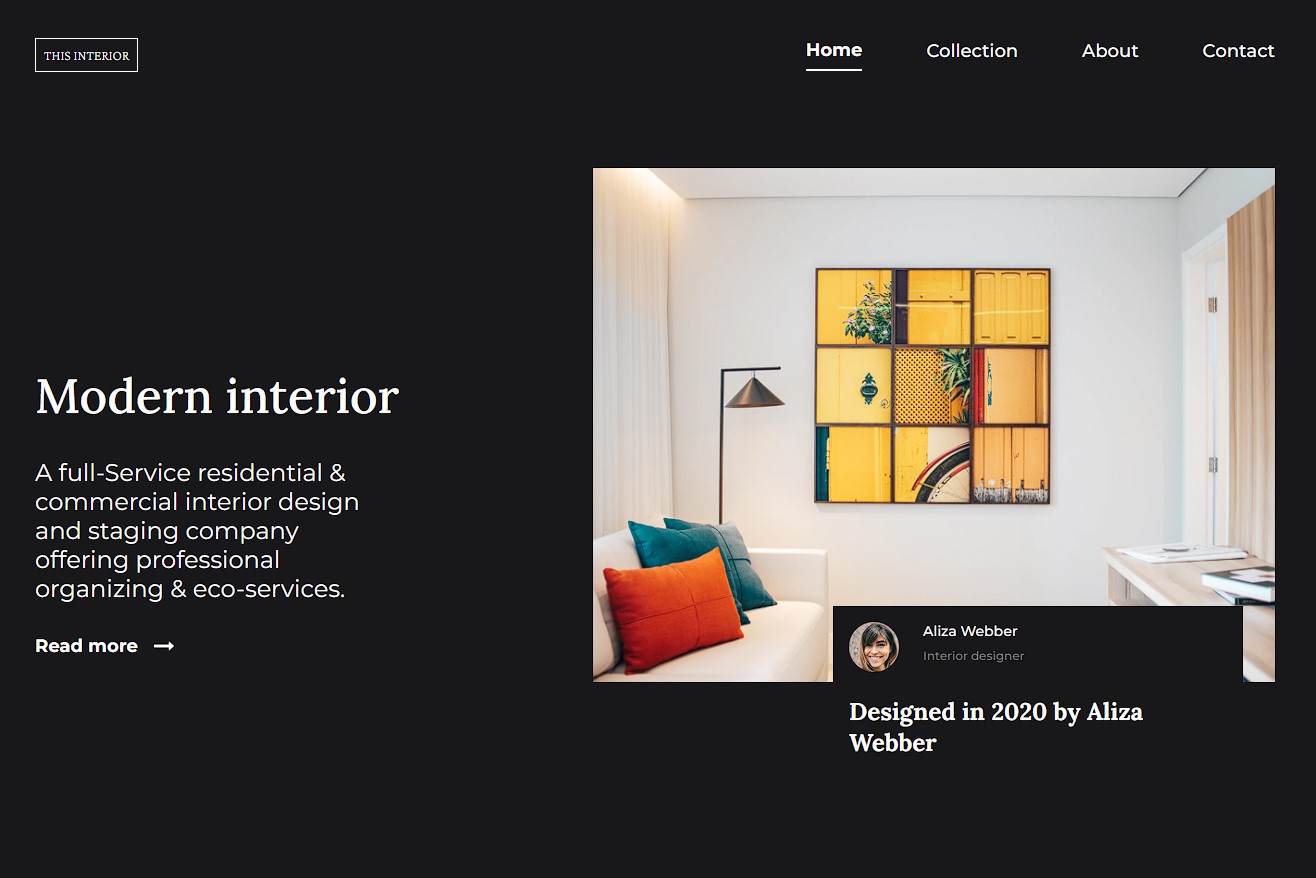 THIS INTERIOR
Home
Collection
About
Contact
Modern interior
A full-Service residential &
commercial interior design
and staging company
offering professional
organizing & eco-services.
Read more
Aliza Webber
Interior designer
Designed in 2020 by Aliza
Webber